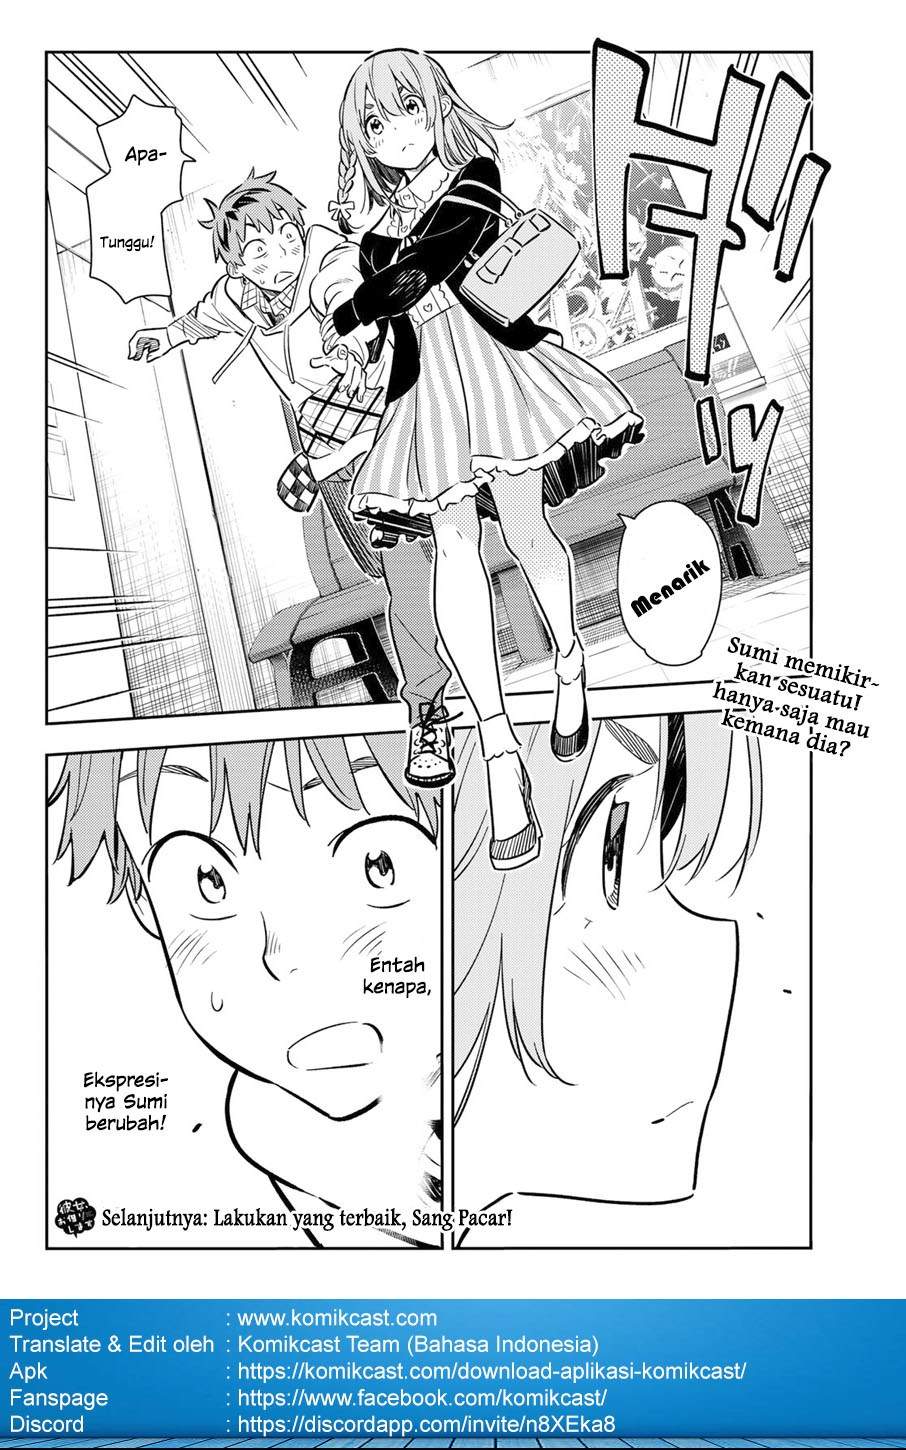 Apa-
Tunggu!
Menarik
Sumi memikir-
kan sesuatu!
hanya saja mau
kemana dia?
Entah
kenapa,
Ekspresi-
nya Sumi
berubah!
Selanjutnya: Lakukan yang terbaik, Sang Pacar!
Project : www.komikcast.com
Translate & Edit oleh : Komikcast Team (Bahasa Indonesia)
Apk : https://komikcast.com/download-aplikasi-komikcast/
Fanspage : https://www.facebook.com/komikcast/
Discord : https://discordapp.com/invite/n8XEka8